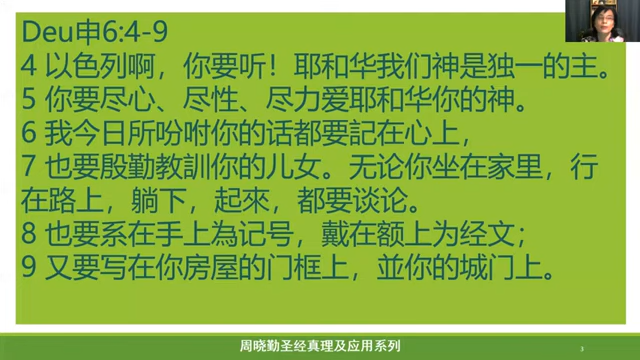 Deu申6:4-9
4 以色列啊，你要听！耶和华我们神是独一的主。
5 你要尽心、尽性、尽力爱耶和华你的神。
6 我今日所吩咐你的话都要記在心上，
7 也要殷勤教訓你的儿女。无论你坐在家里，行
在路上，躺下，起來，都要谈论。
8 也要系在手上為记号，戴在额上为经文；
9 又要写在你房屋的门框上，並你的城门上。
周晓勤圣经真理及应用系列
3